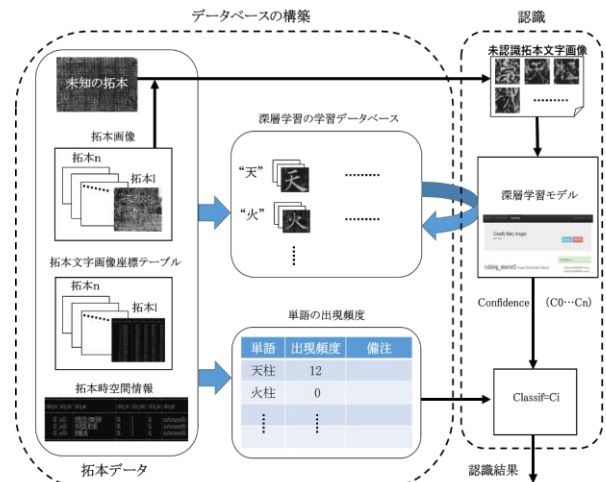 データベースの構築
認識
未知の拓本
未認識拓本文字画像
拓本画像
拓本n
拓本1
深層学習の学習データベース
“天”
天
“火”
火
深層学習モデル
Classify Many Images
拓本文字画像座標テーブル
拓本n
拓本1
Confidence (C0…Cn)
単語の出現頻度
単語 出現頻度 備注
天柱 12
火柱 0
拓本時空間情報
Classif=Ci
拓本データ
認識結果